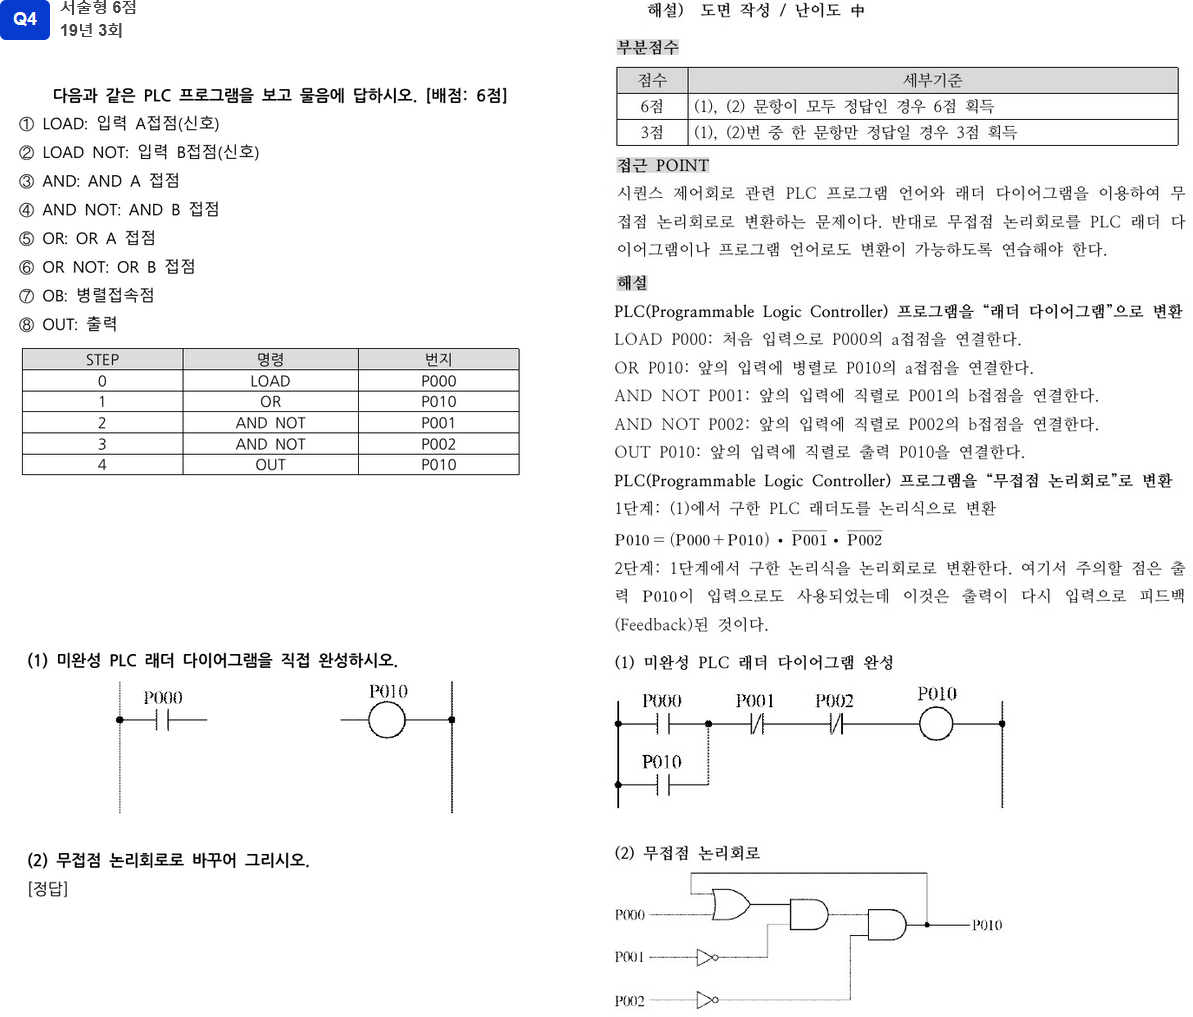 Q4
서술형 6점
19년 3회
다음과 같은 PLC 프로그램을 보고 물음에 답하시오. [배점: 6점]
① LOAD: 입력 A접점(신호)
② LOAD NOT: 입력 B접점(신호)
③ AND: AND A 접점
④ AND NOT: AND B 접점
⑤ OR: OR A 접점
⑥ OR NOT: OR B 접점
⑦ OB: 병렬접속점
⑧ OUT: 출력
STEP 명령 번지
0 LOAD P000
1 OR P010
2 AND NOT P001
3 AND NOT P002
4 OUT P010
(1) 미완성 PLC 래더 다이어그램을 직접 완성하시오.
P000 P010
(2) 무접점 논리회로로 바꾸어 그리시오.
[정답]
해설) 도면 작성 / 난이도 中
부분점수
점수 세부기준
6점 (1), (2) 문항이 모두 정답인 경우 6점 획득
3점 (1), (2)번 중 한 문항만 정답일 경우 3점 획득
접근 POINT
시퀀스 제어회로 관련 PLC 프로그램 언어와 래더 다이어그램을 이용하여 무
접점 논리회로로 변환하는 문제이다. 반대로 무접점 논리회로를 PLC 래더 다
이어그램이나 프로그램 언어로도 변환이 가능하도록 연습해야 한다.
해설
PLC(Programmable Logic Controller) 프로그램을 “래더 다이어그램”으로 변환
LOAD P000: 처음 입력으로 P000의 a접점을 연결한다.
OR P010: 앞의 입력에 병렬로 P010의 a접점을 연결한다.
AND NOT P001: 앞의 입력에 직렬로 P001의 b접점을 연결한다.
AND NOT P002: 앞의 입력에 직렬로 P002의 b접점을 연결한다.
OUT P010: 앞의 입력에 직렬로 출력 P010을 연결한다.
PLC(Programmable Logic Controller) 프로그램을 “무접점 논리회로”로 변환
1단계: (1)에서 구한 PLC 래더도를 논리식으로 변환
P010 = (P000 + P010) • P̅0̅0̅1̅ • P̅0̅0̅2̅
2단계: 1단계에서 구한 논리식을 논리회로로 변환한다. 여기서 주의할 점은 출
력 P010이 입력으로도 사용되었는데 이것은 출력이 다시 입력으로 피드백
(Feedback)된 것이다.
(1) 미완성 PLC 래더 다이어그램 완성
P000 P001 P002 P010
P010
(2) 무접점 논리회로
P000
P010
P001
P002